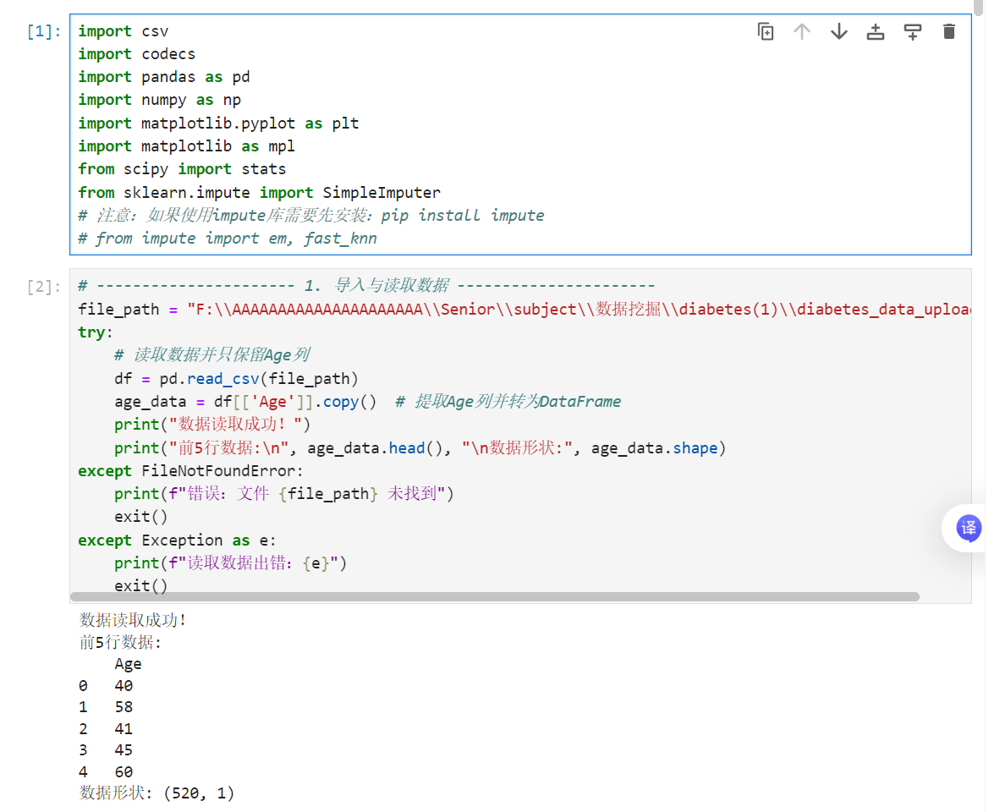 [1]:
import csv
import codecs
import pandas as pd
import numpy as np
import matplotlib.pyplot as plt
import matplotlib as mpl
from scipy import stats
from sklearn.impute import SimpleImputer
# 注意：如果使用impute库需要先安装：pip install impute
# from impute import em, fast_knn
[2]:
# ---------------------- 1. 导入与读取数据 ----------------------
file_path = "F:\\AAAAAAAAAAAAAAAAAAAAA\\Senior\\subject\\数据挖掘\\diabetes(1)\\diabetes_data_uploa
try:
    # 读取数据并只保留Age列
    df = pd.read_csv(file_path)
    age_data = df[['Age']].copy()  # 提取Age列并转为DataFrame
    print("数据读取成功！")
    print("前5行数据:\n", age_data.head(), "\n数据形状:", age_data.shape)
except FileNotFoundError:
    print(f"错误：文件 {file_path} 未找到")
    exit()
except Exception as e:
    print(f"读取数据出错：{e}")
    exit()
数据读取成功！
前5行数据:
    Age
0   40
1   58
2   41
3   45
4   60
数据形状: (520, 1)
译